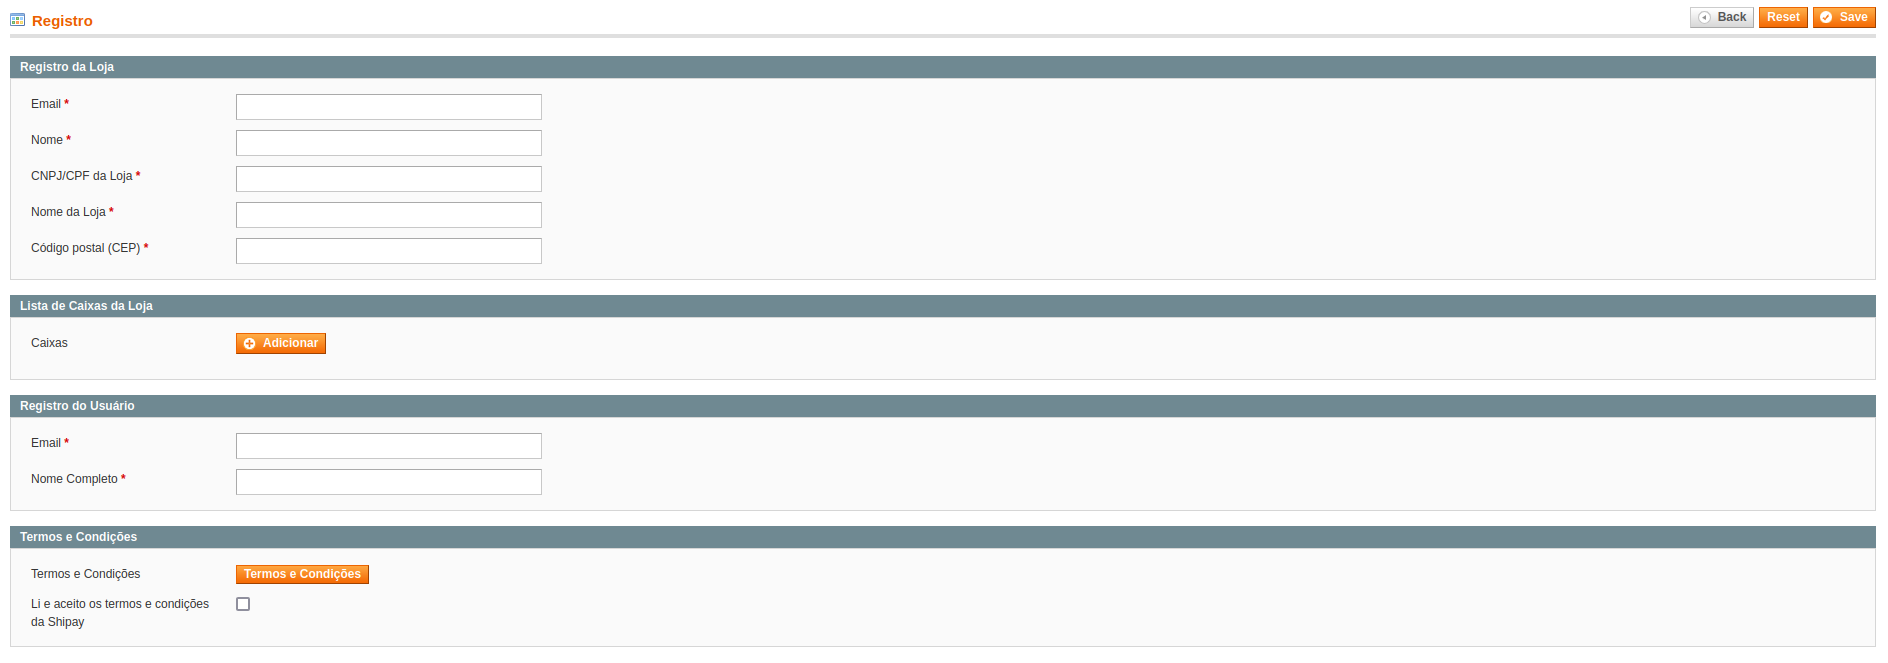 Registro
Back Reset Save
Registro da Loja
Email *
Nome *
CNPJ/CPF da Loja *
Nome da Loja *
Código postal (CEP) *
Lista de Caixas da Loja
Caixas Adicionar
Registro do Usuário
Email *
Nome Completo *
Termos e Condições
Termos e Condições Termos e Condições
Li e aceito os termos e condições
da Shipay